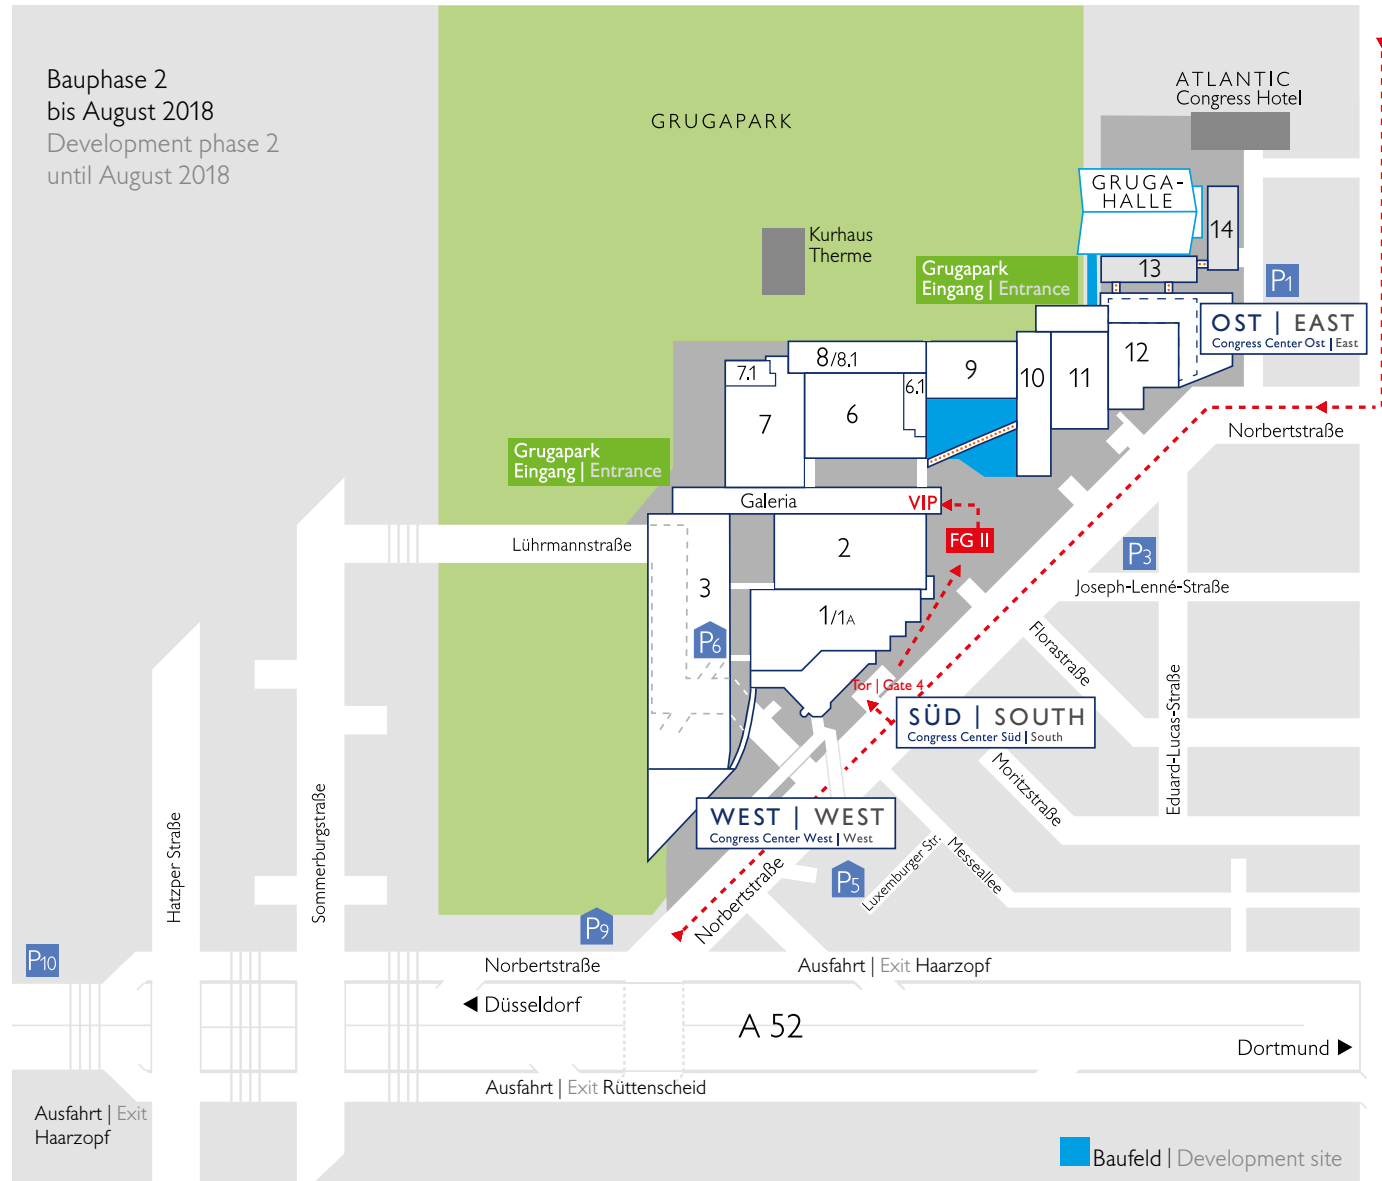 Bauphase 2
bis August 2018
Development phase 2
until August 2018
GRUGAPARK
ATLANTIC
Congress Hotel
GRUGA-
HALLE
14
Kurhaus
Therme
13
Grugapark
Eingang | Entrance
P1
OST | EAST
Congress Center Ost | East
8/8.1
7.1
6.1
9
10
11
12
7
6
Norbertstraße
Grugapark
Eingang | Entrance
Galeria
VIP
FG II
Lührmannstraße
2
P3
3
Joseph-Lenné-Straße
1/1A
P6
Florastraße
Tor | Gate 4
SÜD | SOUTH
Congress Center Süd | South
Eduard-Lucas-Straße
Moritzstraße
WEST | WEST
Congress Center West | West
Hatzper Straße
Sommerburgstraße
Luxemburger Str.
Messeallee
P5
Norbertstraße
P9
P10
Norbertstraße
Ausfahrt | Exit Haarzopf
Düsseldorf
A 52
Dortmund
Ausfahrt | Exit Rüttenscheid
Ausfahrt | Exit
Haarzopf
Baufeld | Development site